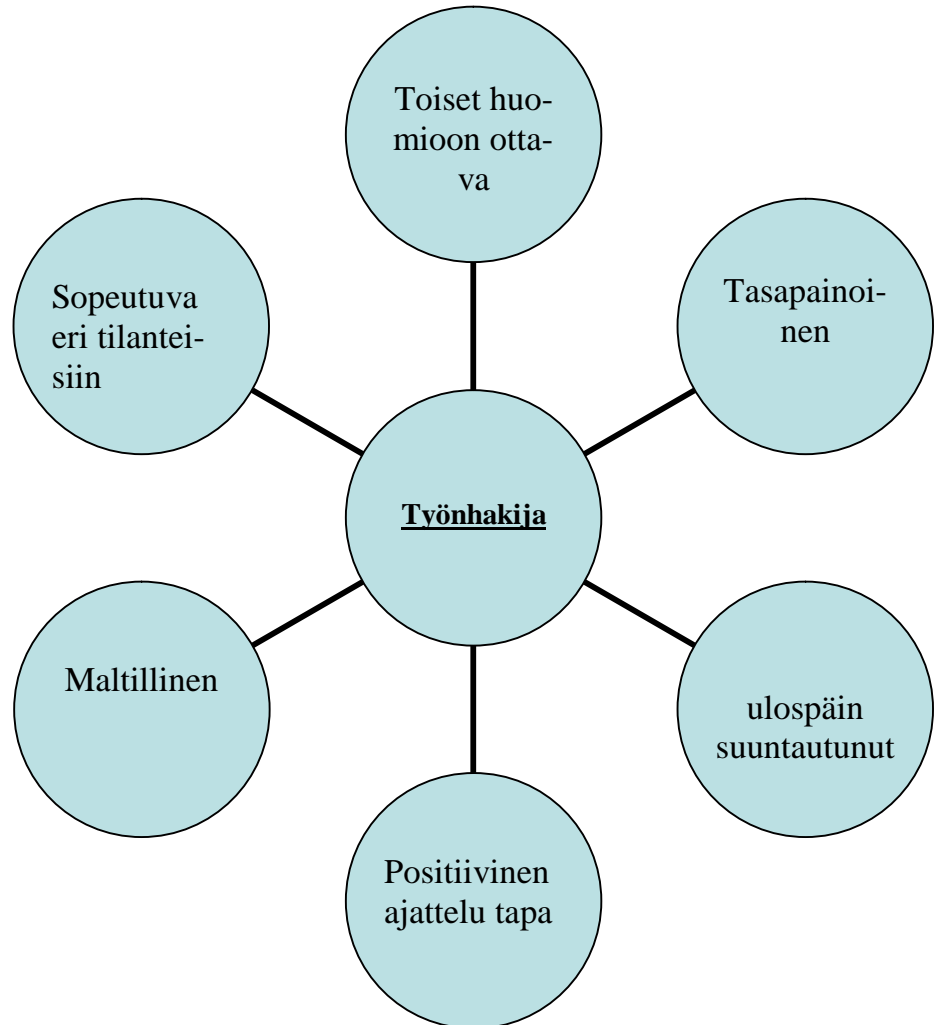 Toiset huo-
mioon otta-
va
Sopeutuva
eri tilantei-
siin
Tasapainoi-
nen
Työnhakija
Maltillinen
ulospäin
suuntautunut
Positiivinen
ajattelu tapa